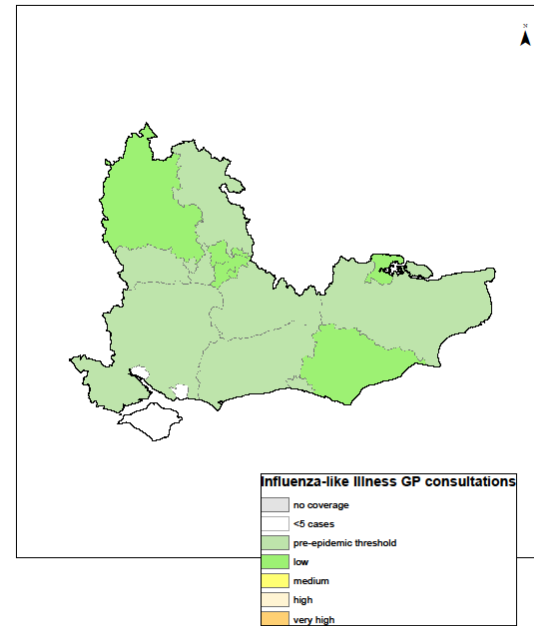 N
Influenza-like Illness GP consultations
no coverage
<5 cases
pre-epidemic threshold
low
medium
high
very high